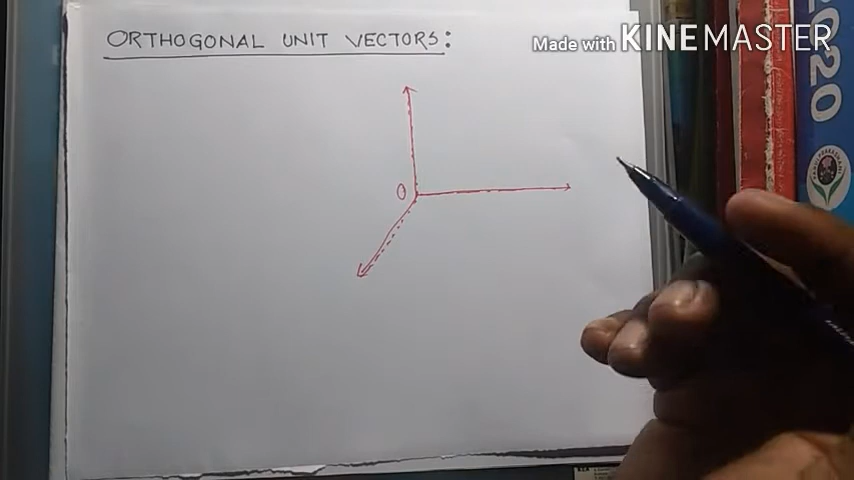 ORTHOGONAL UNIT VECTORS:
Made with KINEMASTER
O
2020